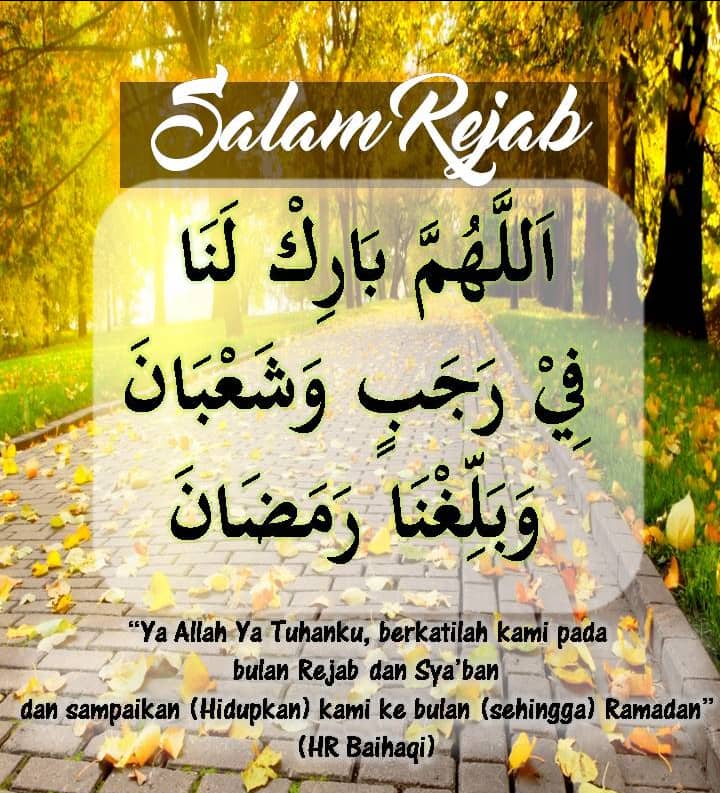 Salam Rejab
اَللَّهُمَّ بَارِكْ لَنَا
فِيْ رَجَبٍ وَشَعْبَانَ
وَبَلِّغْنَا رَمَضَانَ
“Ya Allah Ya Tuhanku, berkatilah kami pada
bulan Rejab dan Sya'ban
dan sampaikan (Hidupkan) kami ke bulan (sehingga) Ramadan”
(HR Baihaqi)